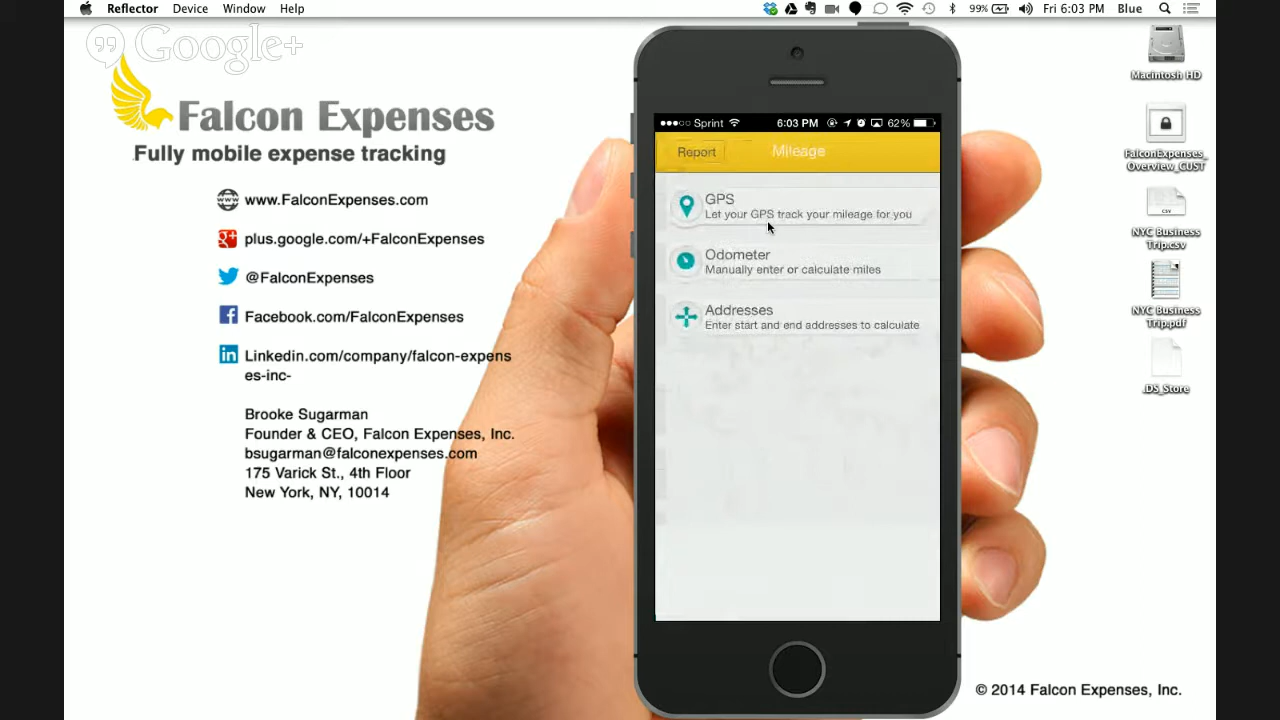 Reflector Device Window Help 99% Fri 6:03 PM Blue
Google+
Falcon Expenses
Fully mobile expense tracking
www.FalconExpenses.com
plus.google.com/+FalconExpenses
@FalconExpenses
Facebook.com/FalconExpenses
Linkedin.com/company/falcon-expens
es-inc-
Brooke Sugarman
Founder & CEO, Falcon Expenses, Inc.
bsugarman@falconexpenses.com
175 Varick St., 4th Floor
New York, NY, 10014
Sprint 6:03 PM 62%
Report Mileage
GPS
Let your GPS track your mileage for you
Odometer
Manually enter or calculate miles
Addresses
Enter start and end addresses to calculate
Macintosh HD
FalconExpenses_
Overview_CUST
CSV
NYC Business
Trip.csv
NYC Business
Trip.pdf
.DS_Store
© 2014 Falcon Expenses, Inc.